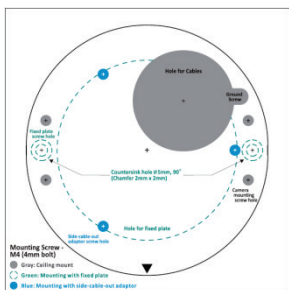 Hole for Cables
Ground
Screw
Fixed plate
screw hole
Countersink hole ø5mm, 90°
(Chamfer 2mm x 2mm)
Camera
mounting
screw hole
Hole for fixed plate
Side-cable-out
adaptor screw hole
Mounting Screw -
M4 (4mm bolt)
Gray: Ceiling mount
Green: Mounting with fixed plate
Blue: Mounting with side-cable-out adaptor